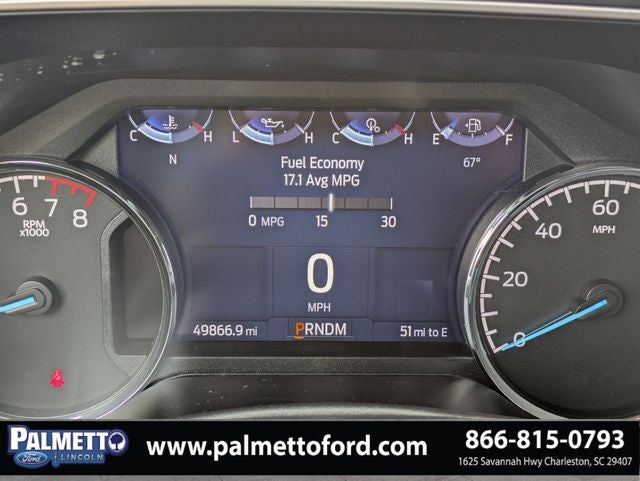 C H L H C H E F
N Fuel Economy 67°
17.1 Avg MPG
0 MPG 15 30
6 7 8
RPM
x1000
0
MPH
0 20 40 60
MPH
49866.9 mi PRNDM 51 mi to E
PALMETTO
Ford LINCOLN
www.palmettoford.com
866-815-0793
1625 Savannah Hwy Charleston, SC 29407